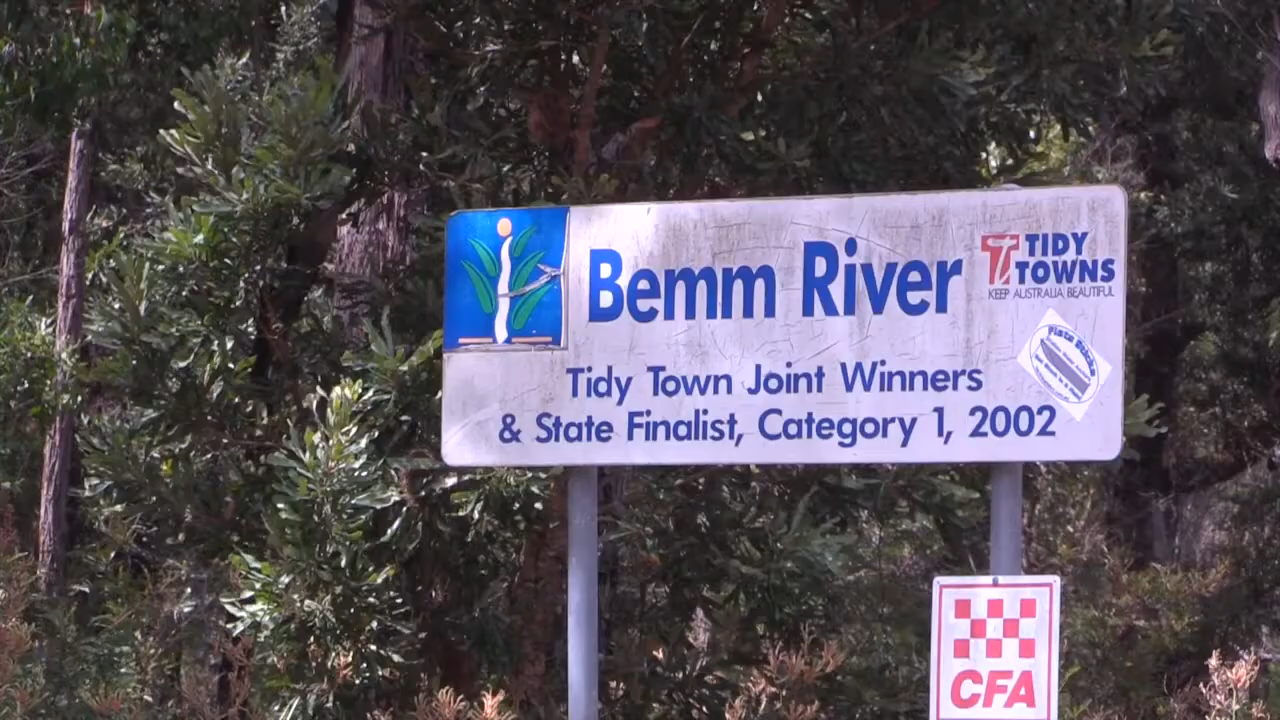 Bemm River
TIDY
TOWNS
KEEP AUSTRALIA BEAUTIFUL
Tidy Town Joint Winners
& State Finalist, Category 1, 2002
CFA